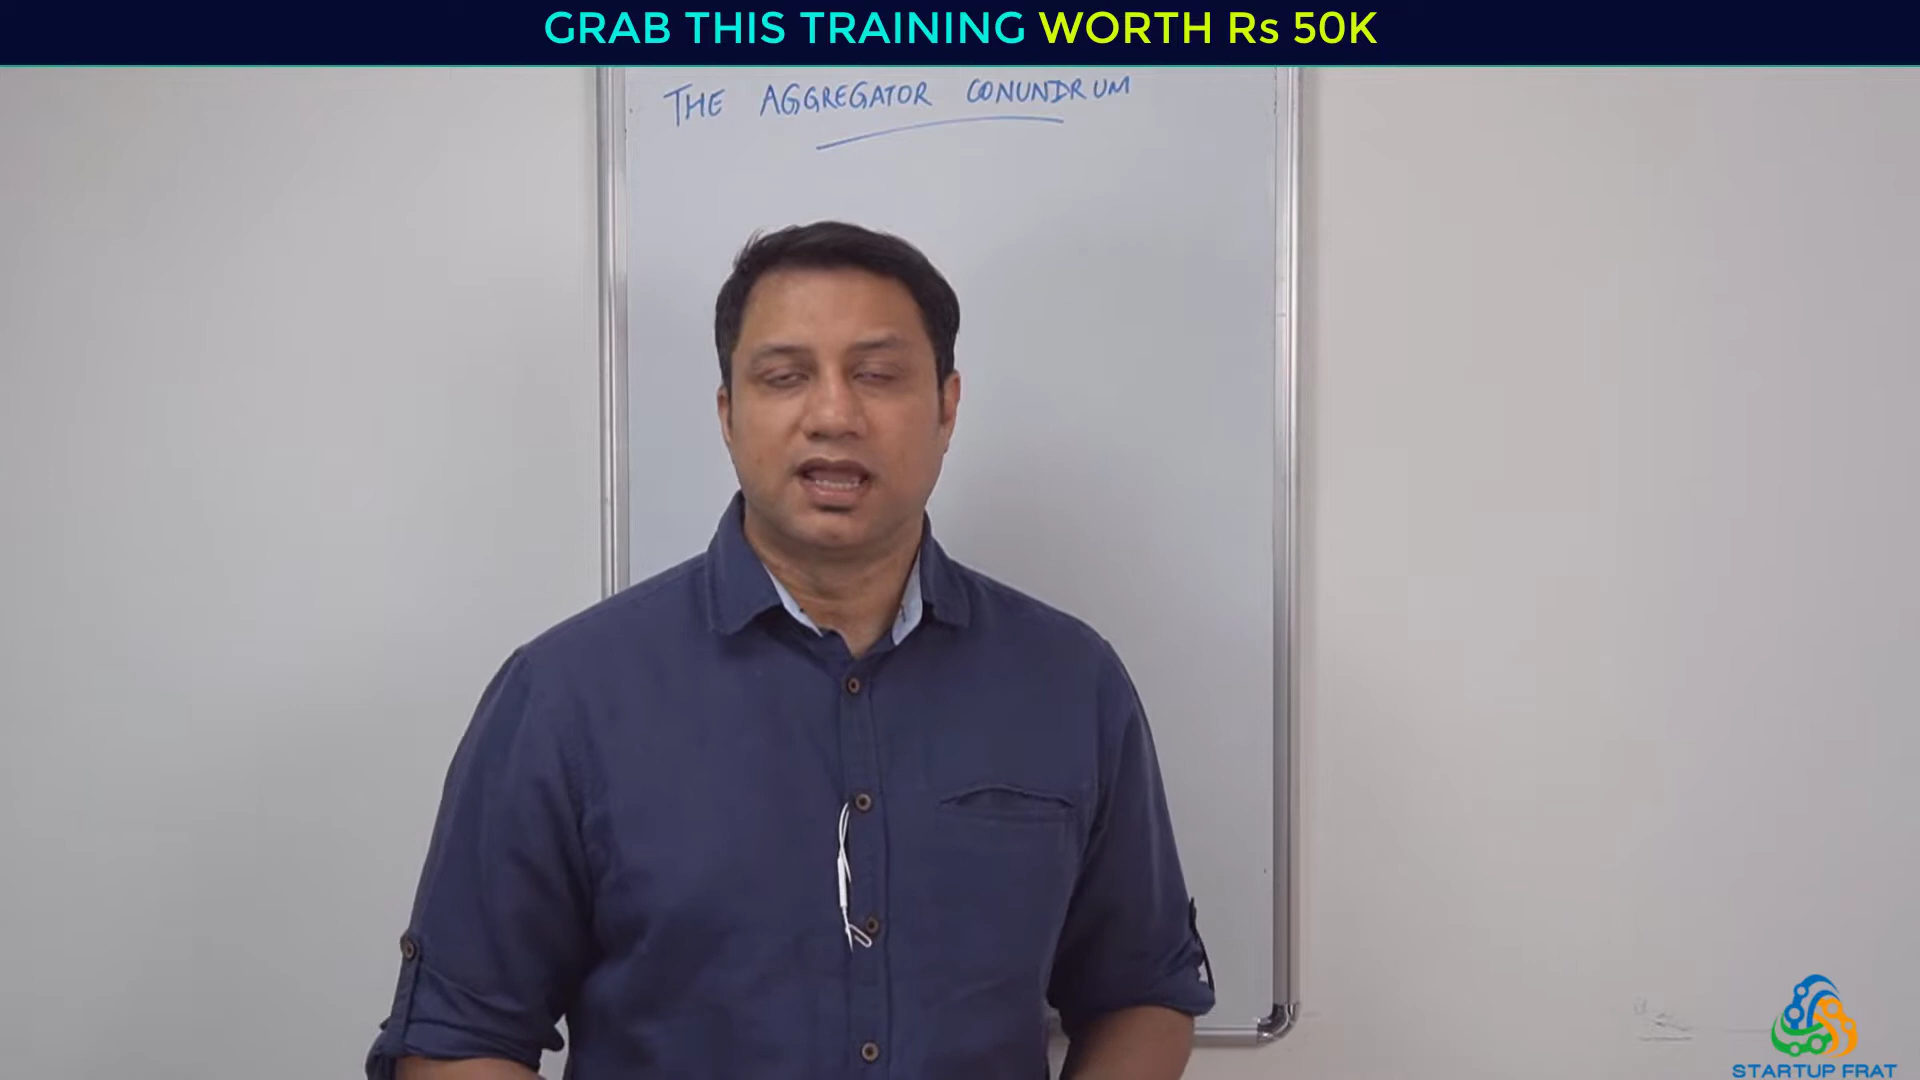 GRAB THIS TRAINING WORTH Rs 50K
THE AGGREGATOR CONUNDRUM
STARTUP FRAT